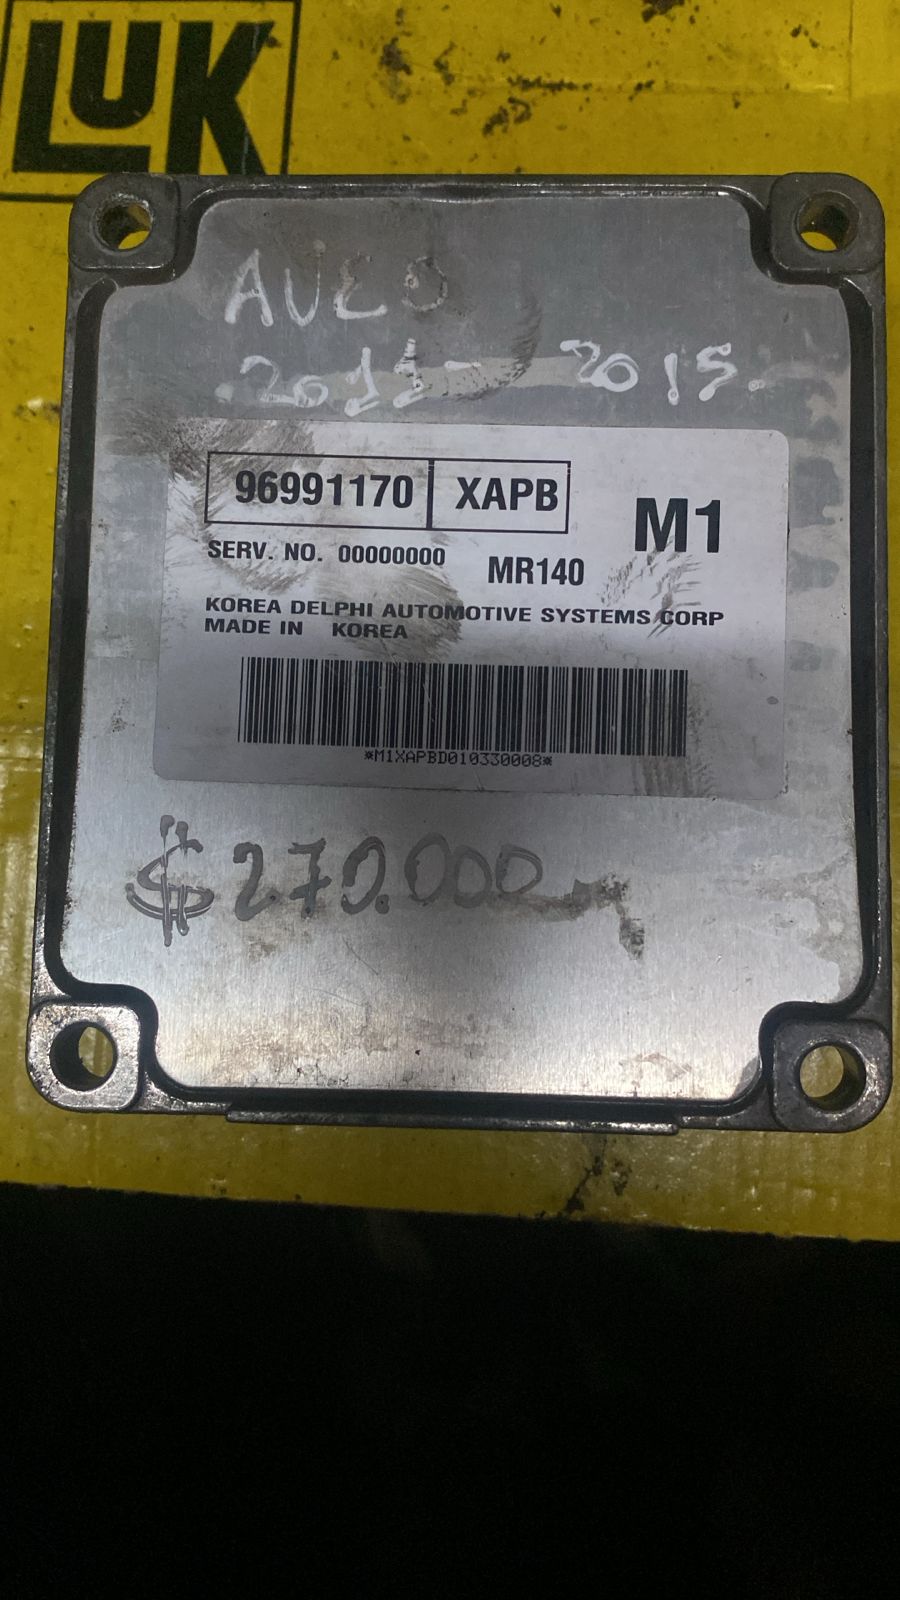 LUK
AVEO
.2011- 2015.
96991170 XAPB
M1
SERV. NO. 00000000 MR140
KOREA DELPHI AUTOMOTIVE SYSTEMS CORP
MADE IN KOREA
*M1XAPBD010330008*
$270.000